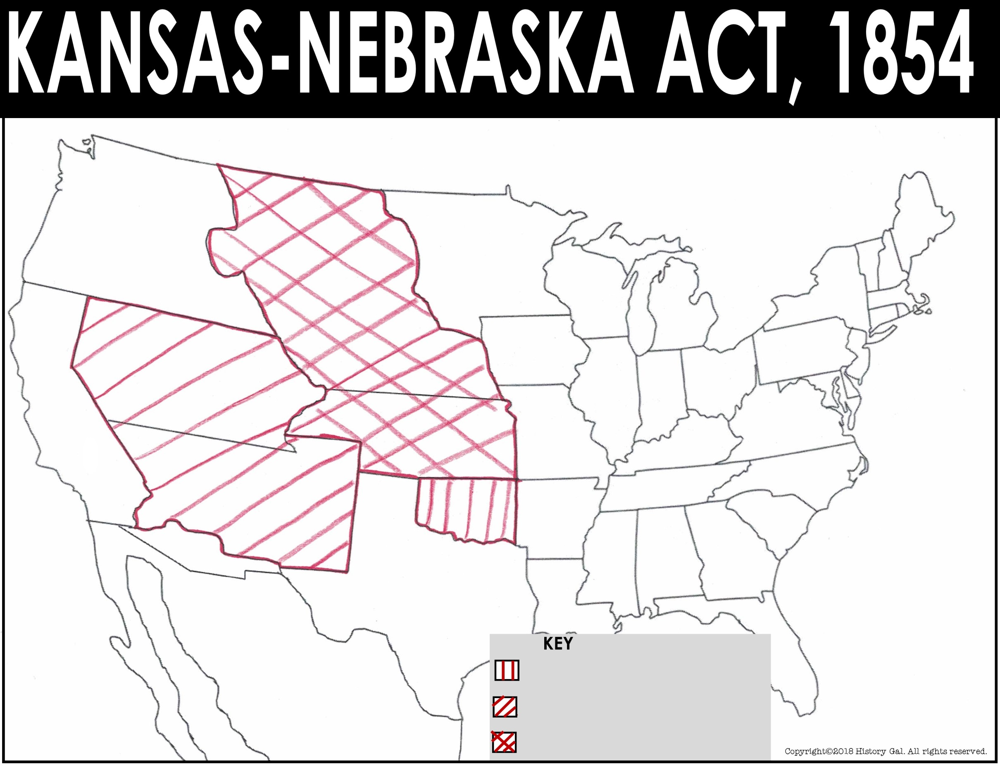 KANSAS-NEBRASKA ACT, 1854
KEY
Copyright©2018 History Gal. All rights reserved.